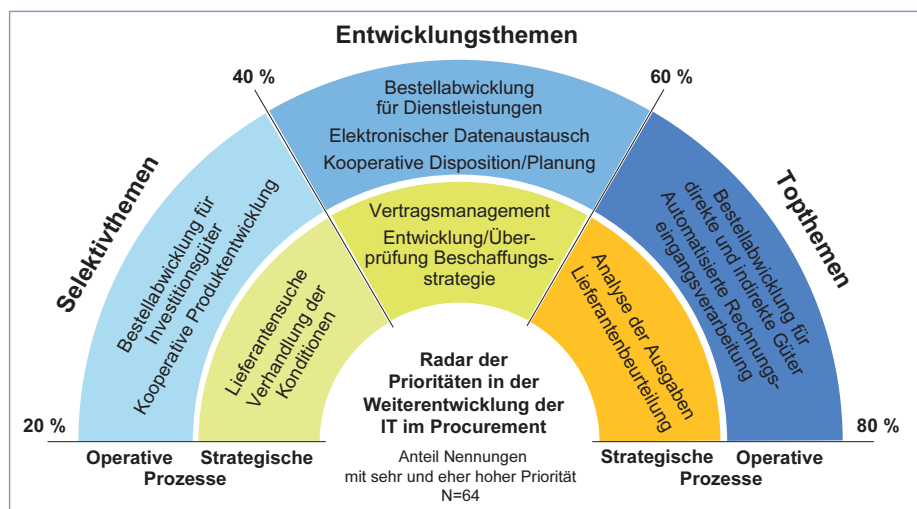 Entwicklungsthemen
40 %
60 %
Bestellabwicklung
für Dienstleistungen
Elektronischer Datenaustausch
Kooperative Disposition/Planung
Selektivthemen
Topthemen
Bestellabwicklung für
Investitionsgüter
Kooperative Produktentwicklung
Vertragsmanagement
Entwicklung/Über-
prüfung Beschaffungs-
strategie
Bestellabwicklung für
direkte und indirekte Güter
Automatisierte Rechnungs-
eingangsverarbeitung
Lieferantensuche
Verhandlung der
Konditionen
Analyse der Ausgaben
Lieferantenbeurteilung
Radar der
Prioritäten in der
Weiterentwicklung der
IT im Procurement
20 %
80 %
Operative Strategische
Prozesse
Anteil Nennungen
mit sehr und eher hoher Priorität
N=64
Strategische Operative
Prozesse